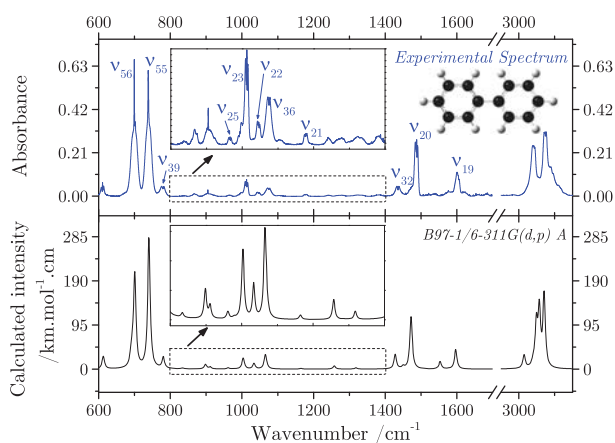 600 800 1000 1200 1400 1600 3000
Experimental Spectrum
ν56 ν55 ν39
ν23 ν22 ν25 ν36 ν21
ν20 ν32 ν19
Absorbance
0.63 0.63
0.42 0.42
0.21 0.21
0.00 0.00
B97-1/6-311G(d,p) A
Calculated intensity
/km.mol⁻¹.cm
285 285
190 190
95 95
0 0
600 800 1000 1200 1400 1600 3000
Wavenumber /cm⁻¹